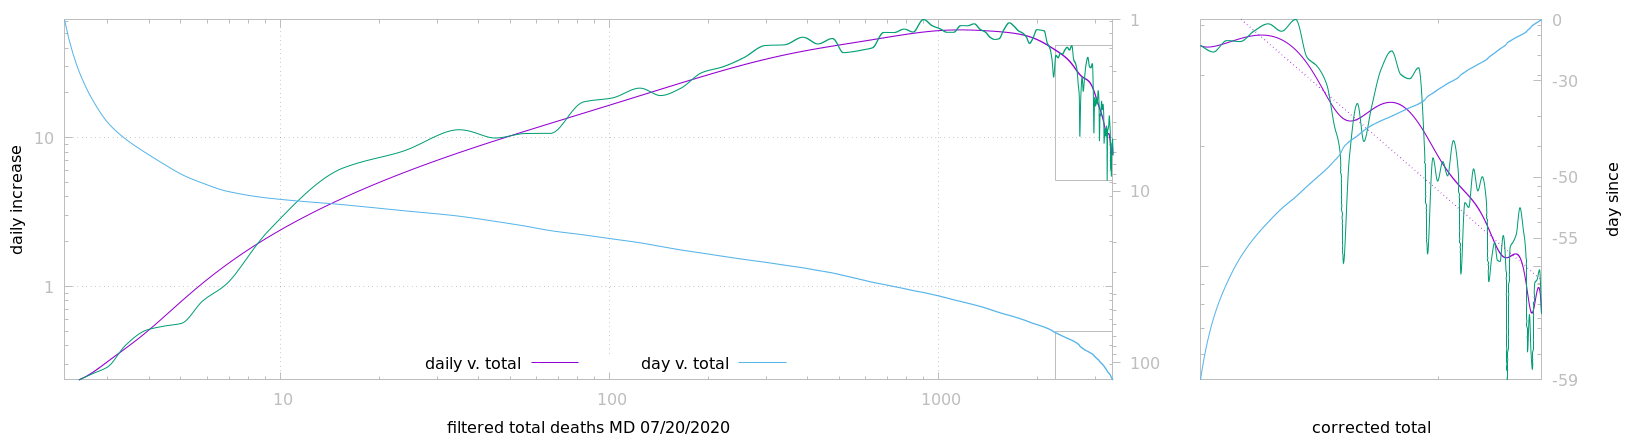 daily increase
10
1
daily v. total
day v. total
10
100
1000
filtered total deaths MD 07/20/2020
1
10
100
0
-30
-50
-55
-59
day since
corrected total